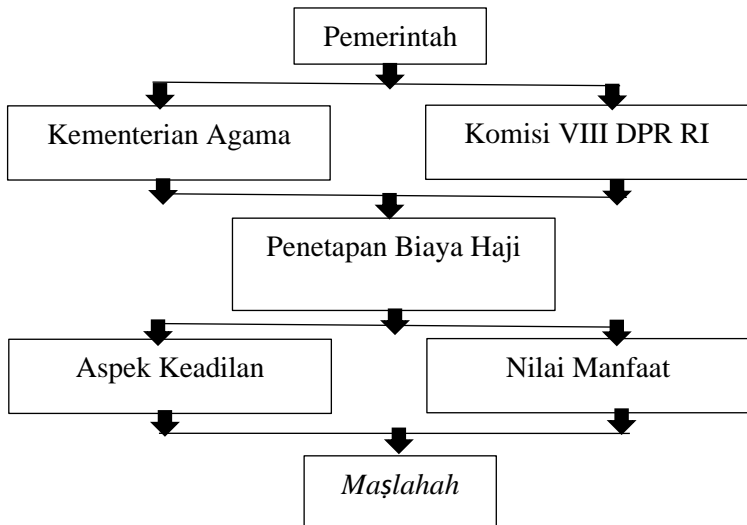 Pemerintah
Kementerian Agama
Komisi VIII DPR RI
Penetapan Biaya Haji
Aspek Keadilan
Nilai Manfaat
Maṣlahah